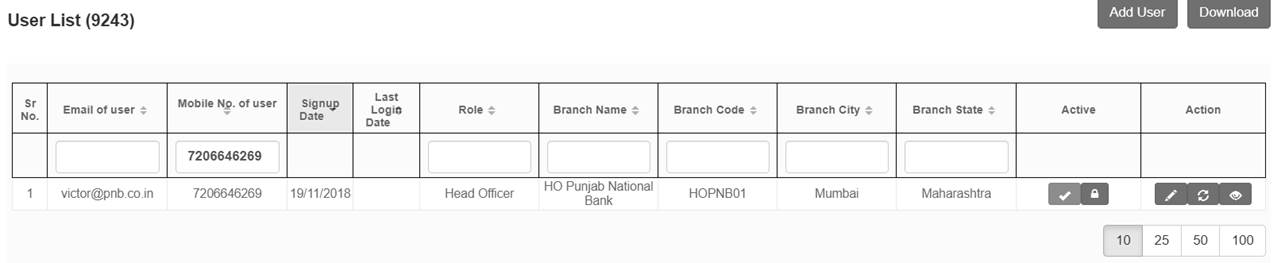 User List (9243)
Add User
Download
Sr No.
Email of user
Mobile No. of user
Signup Date
Last Login Date
Role
Branch Name
Branch Code
Branch City
Branch State
Active
Action
7206646269
1
victor@pnb.co.in
7206646269
19/11/2018
Head Officer
HO Punjab National
Bank
HOPNB01
Mumbai
Maharashtra
10
25
50
100